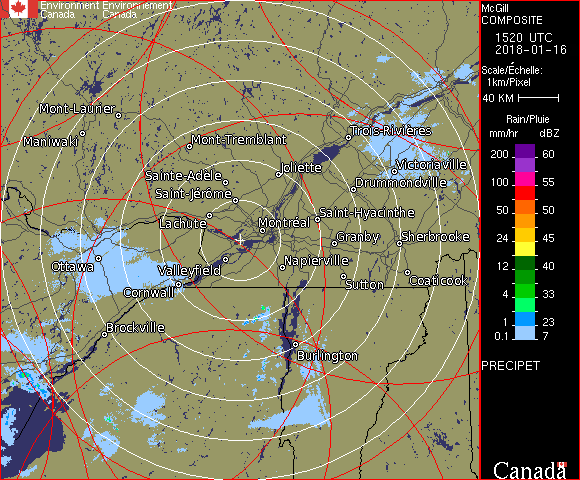 Environment Environnement
Canada Canada
McGill
COMPOSITE
1520 UTC
2018-01-16
Scale/Échelle:
1km/Pixel
40 KM
Rain/Pluie
mm/hr dBZ
200 60
55
100 55
50 50
24 45
12 40
4 33
1 23
0.1 7
PRECIPET
Canada
Mont-Laurier
Maniwaki
Mont-Tremblant
Trois-Rivières
Sainte-Adèle
Joliette
Victoriaville
Saint-Jérôme
Drummondville
Lachute
Montréal
Saint-Hyacinthe
Granby
Sherbrooke
Ottawa
Valleyfield
Napierville
Cornwall
Sutton
Coaticook
Brockville
Burlington